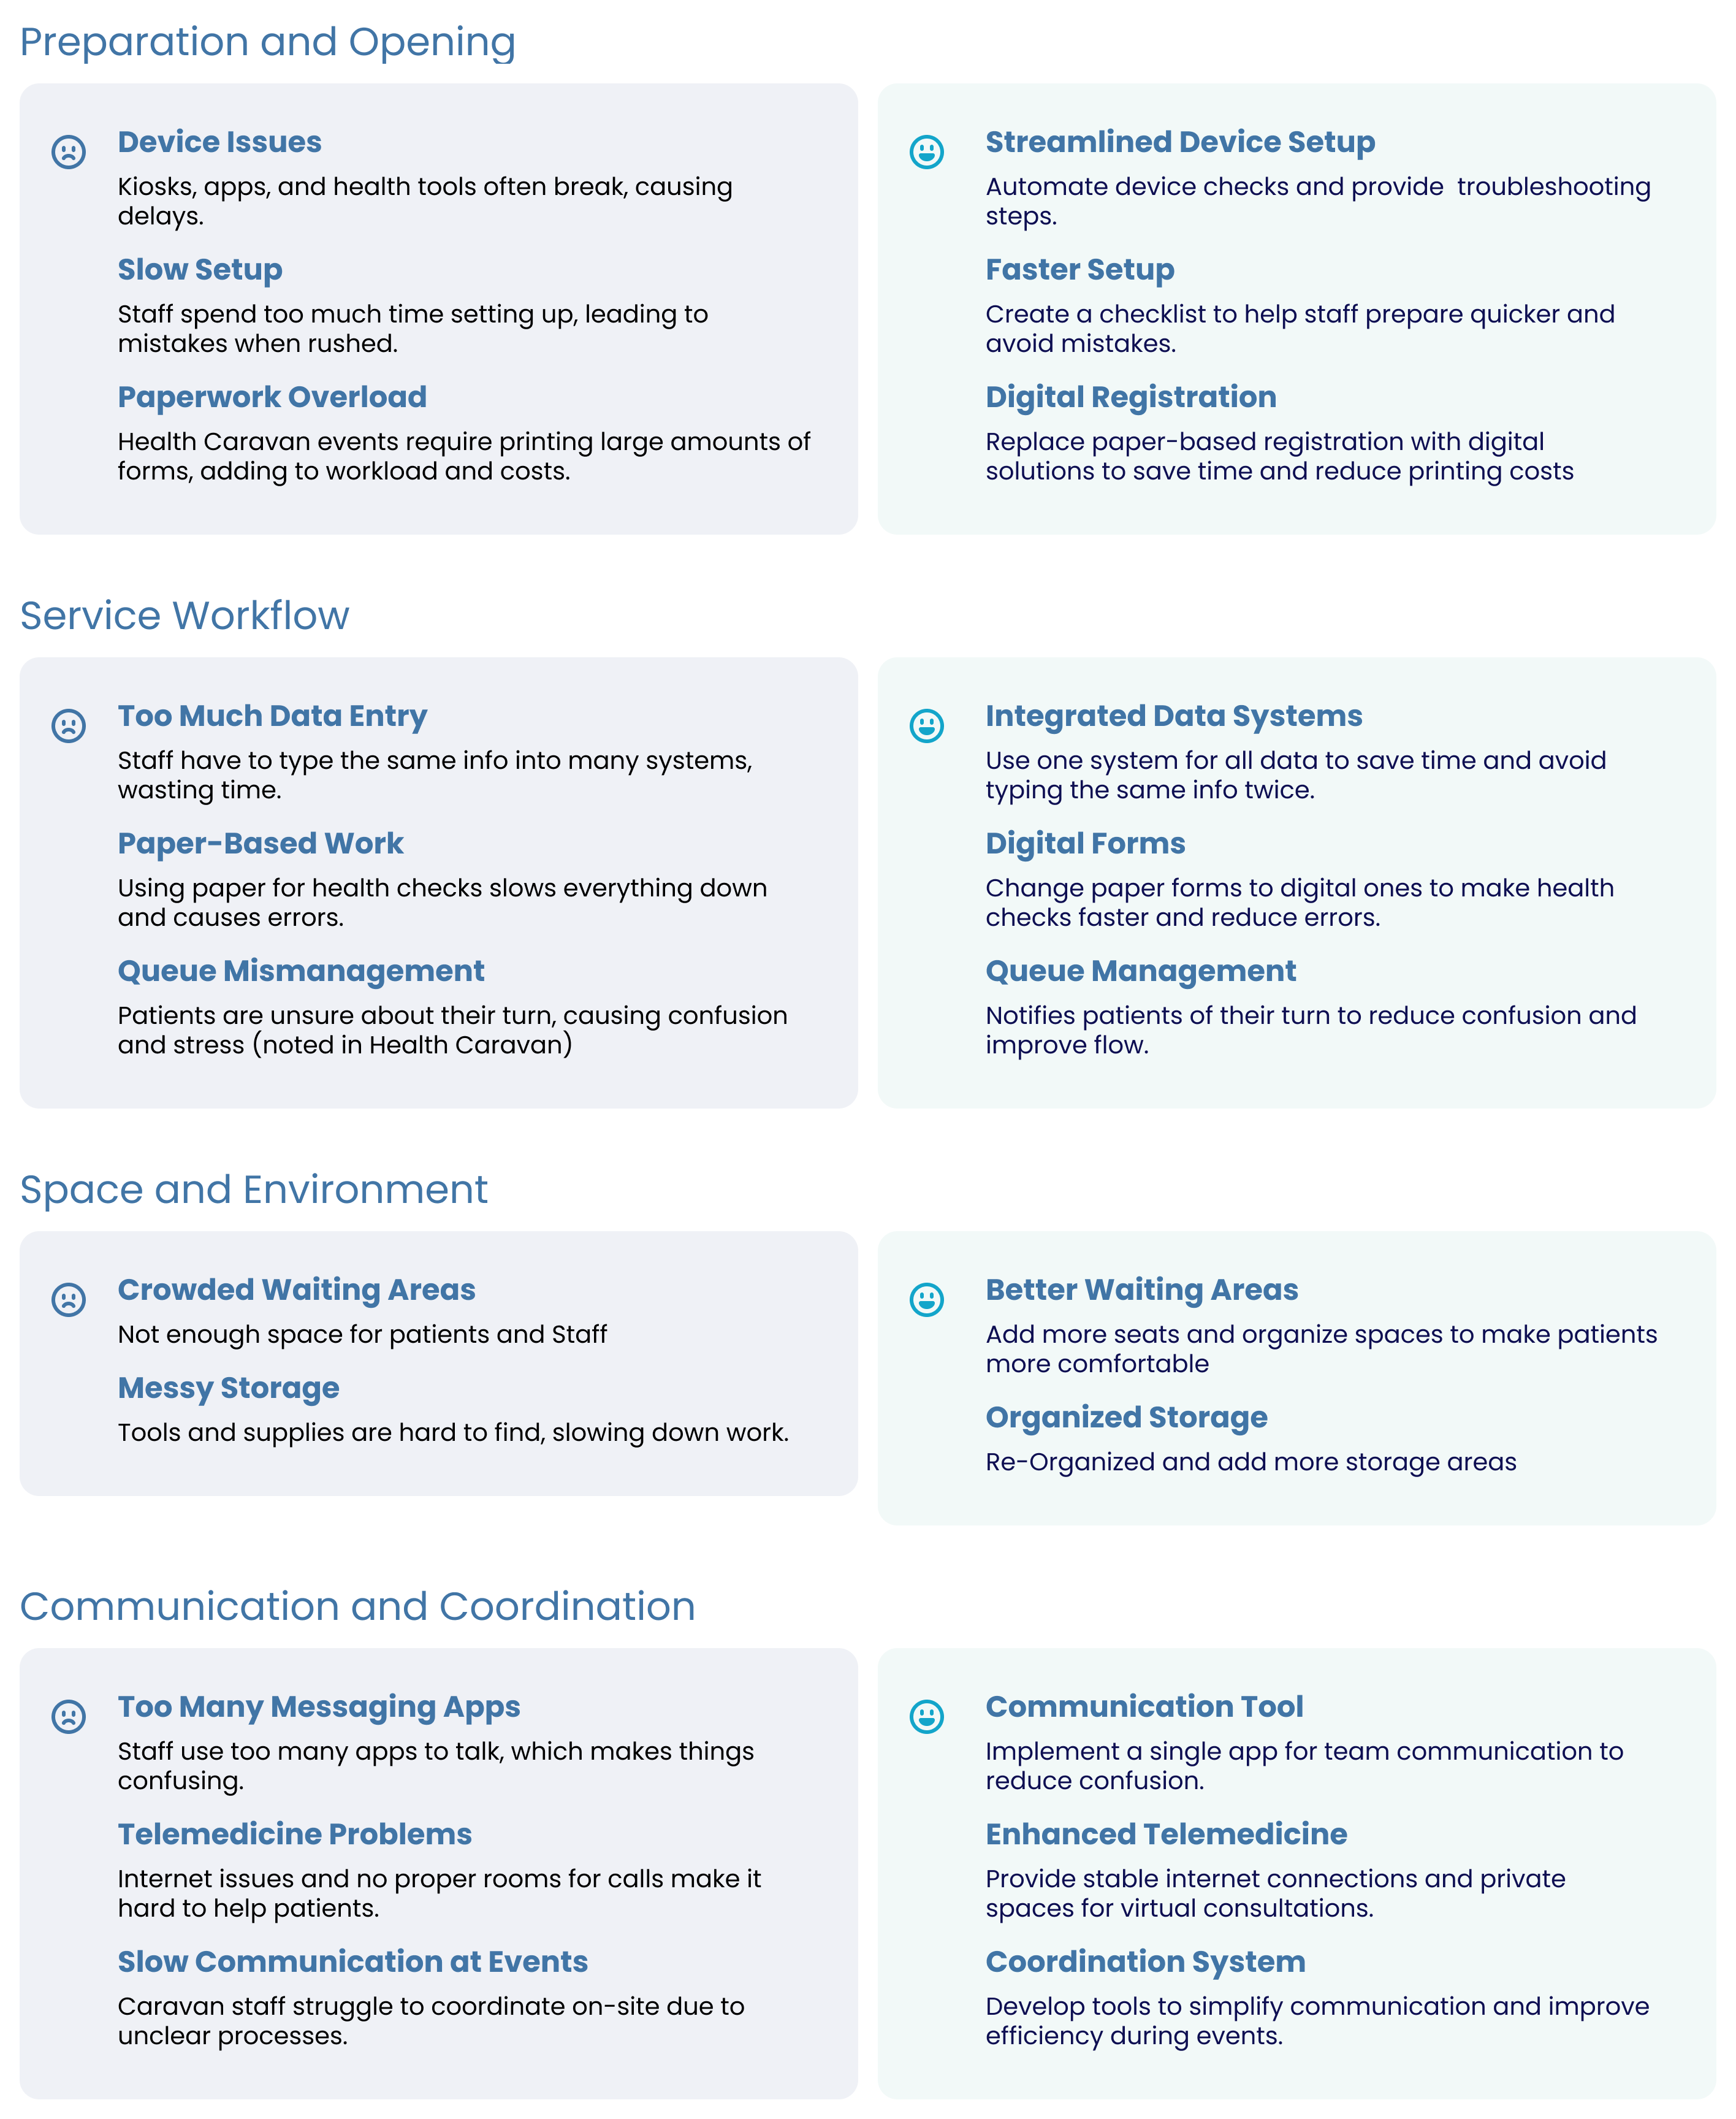 Preparation and Opening
Device Issues
Kiosks, apps, and health tools often break, causing
delays.
Slow Setup
Staff spend too much time setting up, leading to
mistakes when rushed.
Paperwork Overload
Health Caravan events require printing large amounts of
forms, adding to workload and costs.
Streamlined Device Setup
Automate device checks and provide  troubleshooting
steps.
Faster Setup
Create a checklist to help staff prepare quicker and
avoid mistakes.
Digital Registration
Replace paper-based registration with digital
solutions to save time and reduce printing costs
Service Workflow
Too Much Data Entry
Staff have to type the same info into many systems,
wasting time.
Paper-Based Work
Using paper for health checks slows everything down
and causes errors.
Queue Mismanagement
Patients are unsure about their turn, causing confusion
and stress (noted in Health Caravan)
Integrated Data Systems
Use one system for all data to save time and avoid
typing the same info twice.
Digital Forms
Change paper forms to digital ones to make health
checks faster and reduce errors.
Queue Management
Notifies patients of their turn to reduce confusion and
improve flow.
Space and Environment
Crowded Waiting Areas
Not enough space for patients and Staff
Messy Storage
Tools and supplies are hard to find, slowing down work.
Better Waiting Areas
Add more seats and organize spaces to make patients
more comfortable
Organized Storage
Re-Organized and add more storage areas
Communication and Coordination
Too Many Messaging Apps
Staff use too many apps to talk, which makes things
confusing.
Telemedicine Problems
Internet issues and no proper rooms for calls make it
hard to help patients.
Slow Communication at Events
Caravan staff struggle to coordinate on-site due to
unclear processes.
Communication Tool
Implement a single app for team communication to
reduce confusion.
Enhanced Telemedicine
Provide stable internet connections and private
spaces for virtual consultations.
Coordination System
Develop tools to simplify communication and improve
efficiency during events.